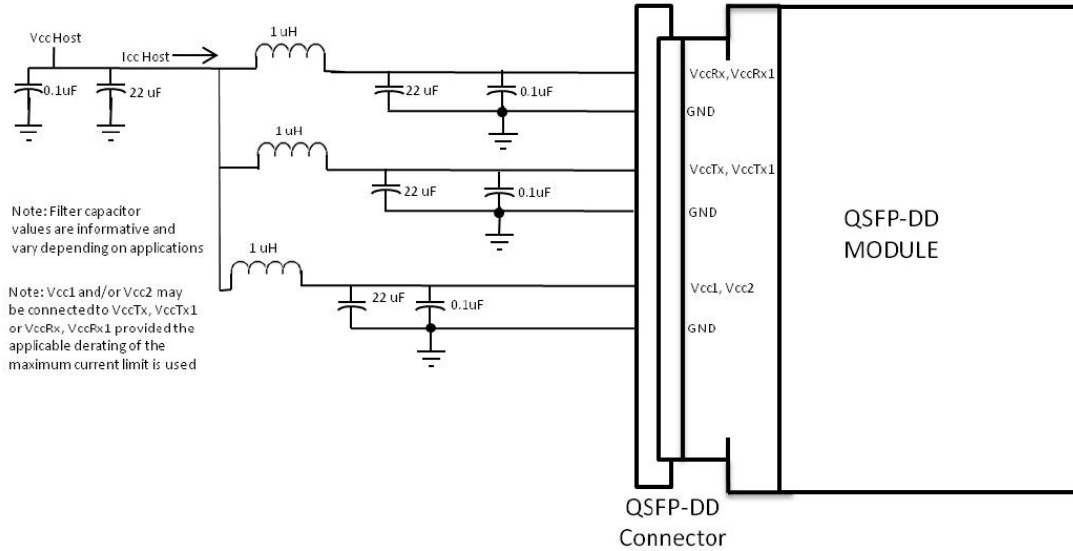 Vcc Host
Icc Host
0.1uF
22 uF
1 uH
22 uF
0.1uF
VccRx, VccRx1
GND
1 uH
22 uF
0.1uF
VccTx, VccTx1
GND
Note: Filter capacitor
values are informative and
vary depending on applications
1 uH
22 uF
0.1uF
Vcc1, Vcc2
GND
Note: Vcc1 and/or Vcc2 may
be connected to VccTx, VccTx1
or VccRx, VccRx1 provided the
applicable derating of the
maximum current limit is used
QSFP-DD
MODULE
QSFP-DD
Connector